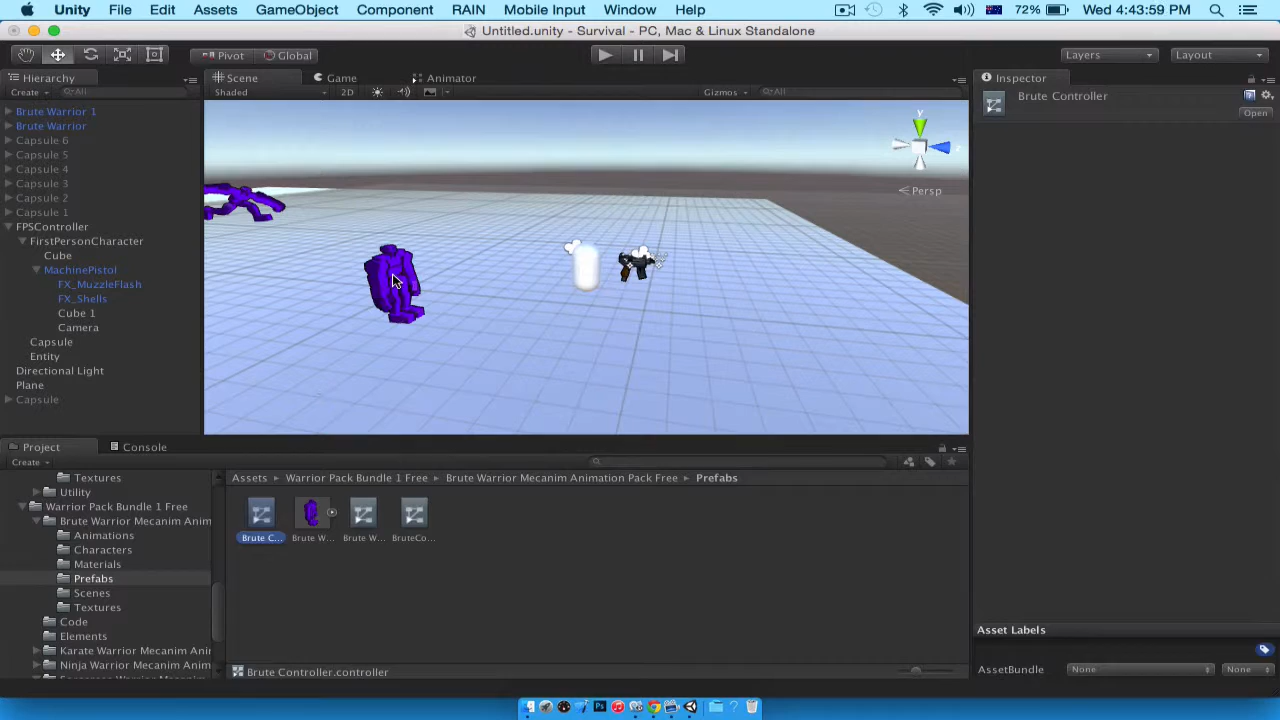 Unity File Edit Assets GameObject Component RAIN Mobile Input Window Help 72% Wed 4:43:59 PM
Untitled.unity - Survival - PC, Mac & Linux Standalone
Pivot Global Layers Layout
Hierarchy Scene Game Animator Inspector
Create All Shaded 2D Gizmos All
Brute Controller
Open
Brute Warrior 1
Brute Warrior
Capsule 6
Capsule 5
Capsule 4
Capsule 3
Capsule 2
Capsule 1
FPSController
FirstPersonCharacter
Cube
MachinePistol
FX_MuzzleFlash
FX_Shells
Cube 1
Camera
Capsule
Entity
Directional Light
Plane
Capsule
y
z
Persp
Project Console
Create
Textures
Utility
Warrior Pack Bundle 1 Free
Brute Warrior Mecanim Anim
Animations
Characters
Materials
Prefabs
Scenes
Textures
Code
Elements
Karate Warrior Mecanim Anir
Ninja Warrior Mecanim Anim
Assets Warrior Pack Bundle 1 Free Brute Warrior Mecanim Animation Pack Free Prefabs
Brute C... Brute W... Brute W... BruteCo...
Brute Controller.controller
Asset Labels
AssetBundle None None